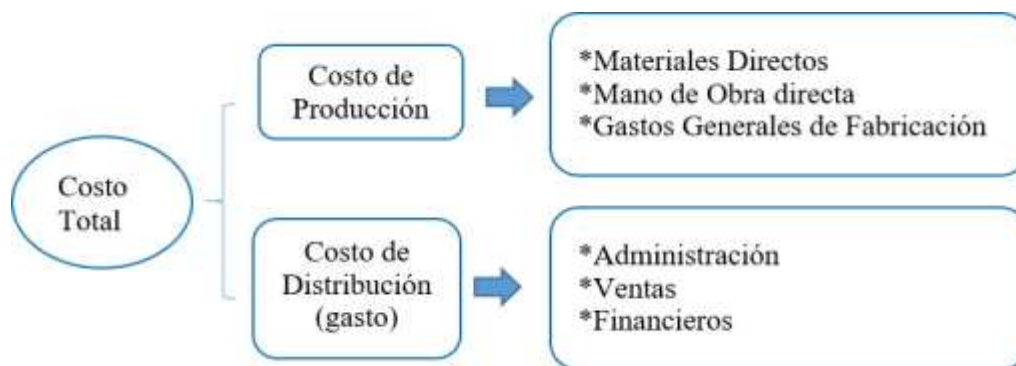 Costo
Total
Costo de
Producción
*Materiales Directos
*Mano de Obra directa
*Gastos Generales de Fabricación
Costo de
Distribución
(gasto)
*Administración
*Ventas
*Financieros